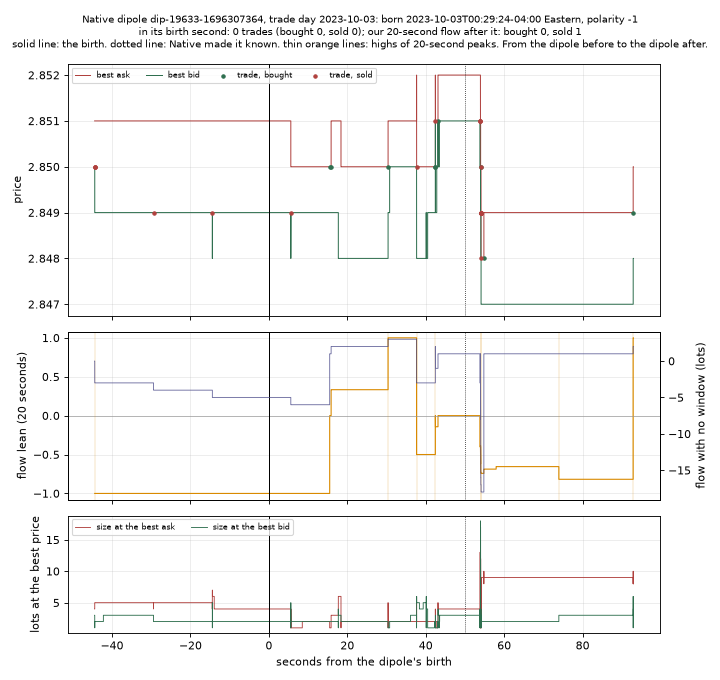 Native dipole dip-19633-1696307364, trade day 2023-10-03: born 2023-10-03T00:29:24-04:00 Eastern, polarity -1
in its birth second: 0 trades (bought 0, sold 0); our 20-second flow after it: bought 0, sold 1
solid line: the birth. dotted line: Native made it known. thin orange lines: highs of 20-second peaks. From the dipole before to the dipole after.
best ask
best bid
trade, bought
trade, sold
2.852
2.851
2.850
2.849
2.848
2.847
price
1.0
0.5
0.0
−0.5
−1.0
flow lean (20 seconds)
0
−5
−10
−15
flow with no window (lots)
size at the best ask
size at the best bid
15
10
5
lots at the best price
−40
−20
0
20
40
60
80
seconds from the dipole's birth